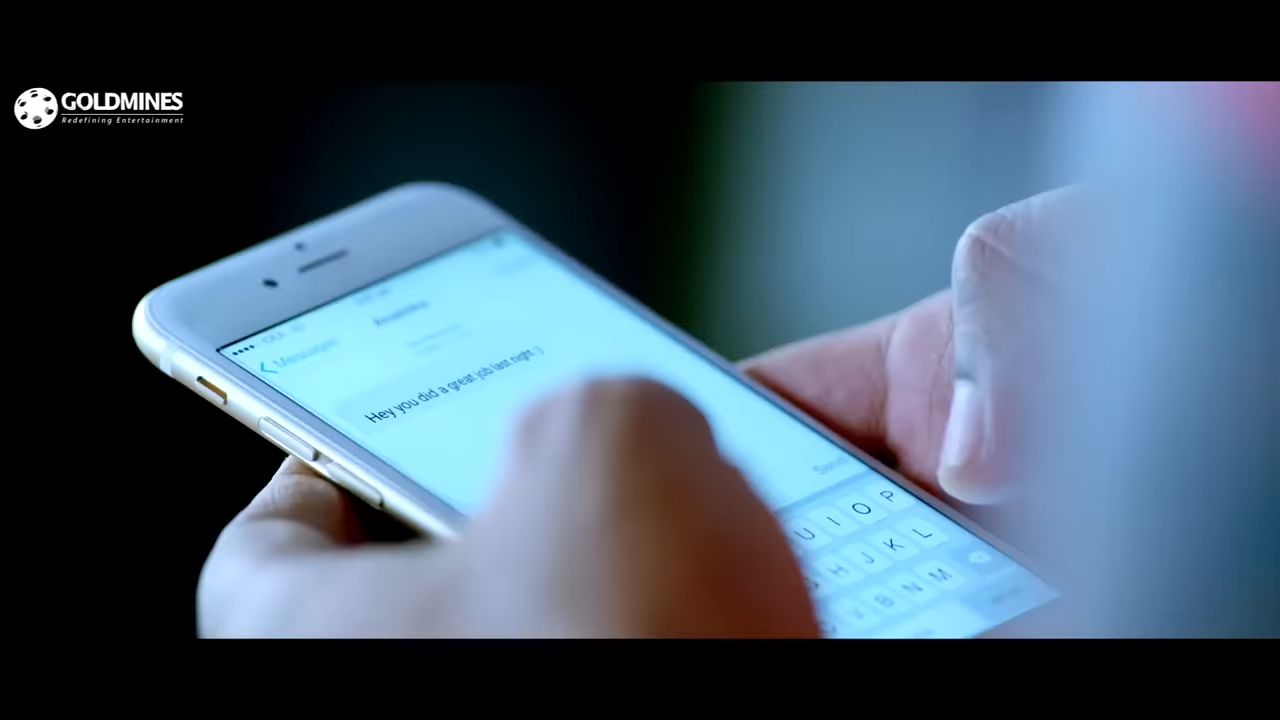 GOLDMINES
Redefining Entertainment
Messages
Hey you did a great job last night :)
Send
U I O P
H J K L
V B N M